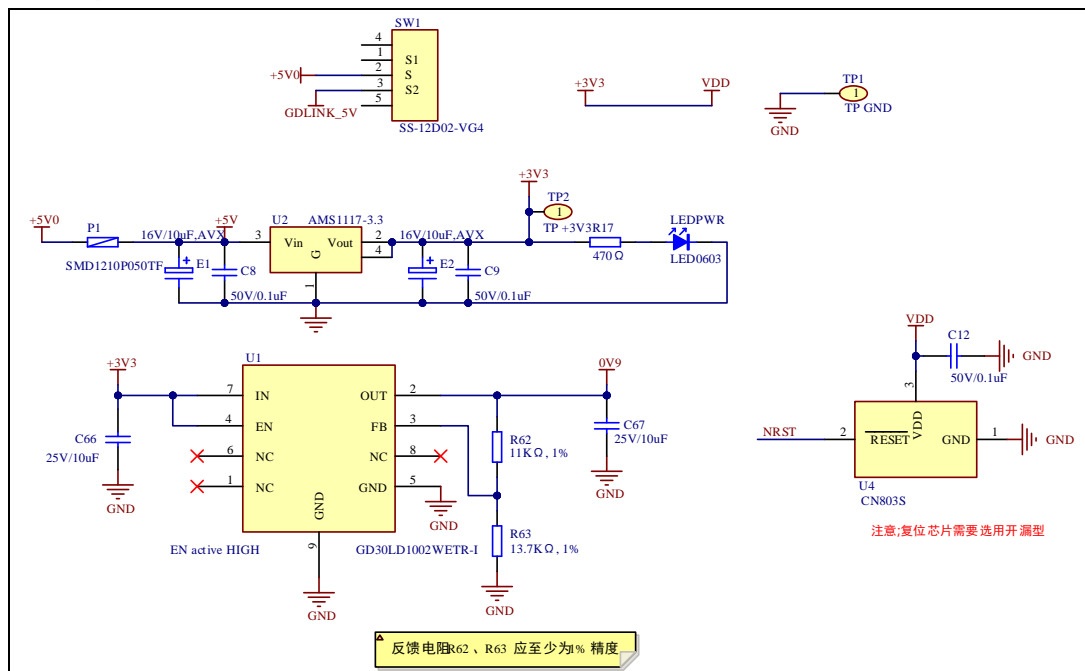 SW1
4
1
S1
+5V0
2
S
3
S2
GDLINK_5V
5
SS-12D02-VG4
+3V3
VDD
TP1
1
TP GND
GND
+5V0
P1
SMD1210P050TF
16V/10uF,AVX
+5V
E1
C8
50V/0.1uF
U2
AMS1117-3.3
3
Vin
Vout
2
4
G
1
16V/10uF,AVX
E2
C9
50V/0.1uF
GND
+3V3
TP2
1
TP +3V3
R17
470Ω
LEDPWR
LED0603
+3V3
C66
25V/10uF
GND
U1
7
IN
OUT
2
4
EN
FB
3
6
NC
NC
8
1
NC
GND
5
GND
GND
9
GND
EN active HIGH
GD30LD1002WETR-I
0V9
R62
11KΩ, 1%
R63
13.7KΩ, 1%
GND
C67
25V/10uF
GND
VDD
C12
50V/0.1uF
GND
3
VDD
NRST
2
RESET
GND
1
GND
U4
CN803S
注意;复位芯片需要选用开漏型
反馈电阻R62 、R63 应至少为1% 精度